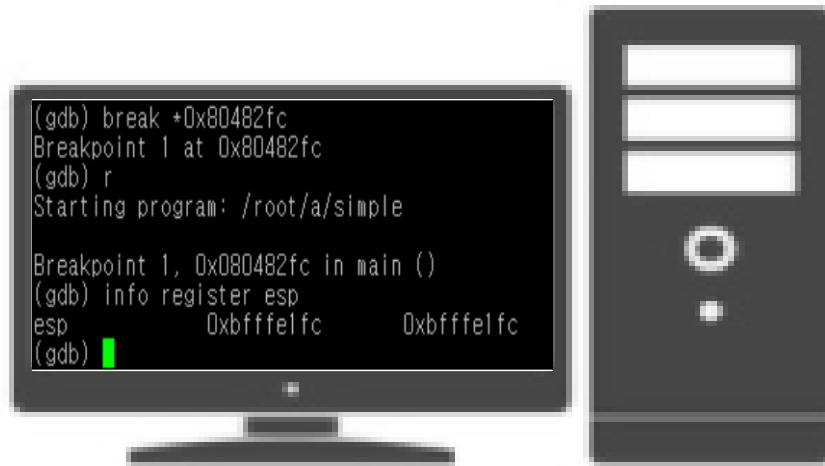 (gdb) break *0x80482fc
Breakpoint 1 at 0x80482fc
(gdb) r
Starting program: /root/a/simple
Breakpoint 1, 0x080482fc in main ()
(gdb) info register esp
esp 0xbfffe1fc 0xbfffe1fc
(gdb)